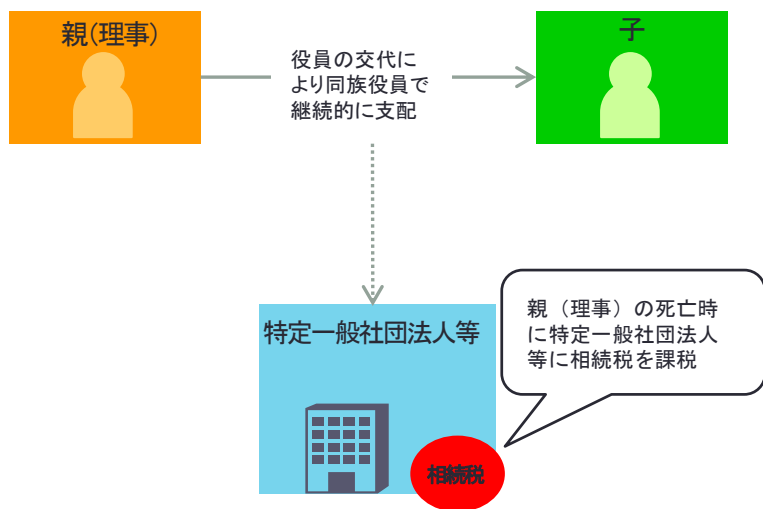 親(理事)
子
役員の交代に
より同族役員で
継続的に支配
特定一般社団法人等
親（理事）の死亡時
に特定一般社団法人
等に相続税を課税
相続税